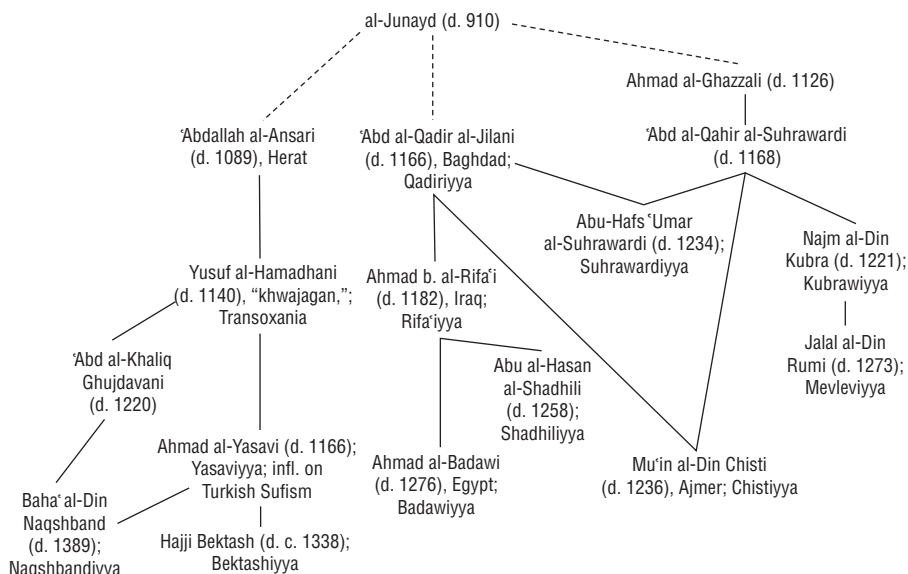 al-Junayd (d. 910)
Ahmad al-Ghazzali (d. 1126)
ʿAbdallah al-Ansari
(d. 1089), Herat
ʿAbd al-Qadir al-Jilani
(d. 1166), Baghdad;
Qadiriyya
ʿAbd al-Qahir al-Suhrawardi
(d. 1168)
Abu-Hafs ʿUmar
al-Suhrawardi (d. 1234);
Suhrawardiyya
Najm al-Din
Kubra (d. 1221);
Kubrawiyya
Yusuf al-Hamadhani
(d. 1140), “khwajagan,”;
Transoxania
Ahmad b. al-Rifaʿi
(d. 1182), Iraq;
Rifaʿiyya
Jalal al-Din
Rumi (d. 1273);
Mevleviyya
ʿAbd al-Khaliq
Ghujdavani
(d. 1220)
Abu al-Hasan
al-Shadhili
(d. 1258);
Shadhiliyya
Ahmad al-Yasavi (d. 1166);
Yasaviyya; infl. on
Turkish Sufism
Ahmad al-Badawi
(d. 1276), Egypt;
Badawiyya
Muʿin al-Din Chisti
(d. 1236), Ajmer; Chistiyya
Bahaʿ al-Din
Naqshband
(d. 1389);
Naqshbandiyya
Hajji Bektash (d. c. 1338);
Bektashiyya